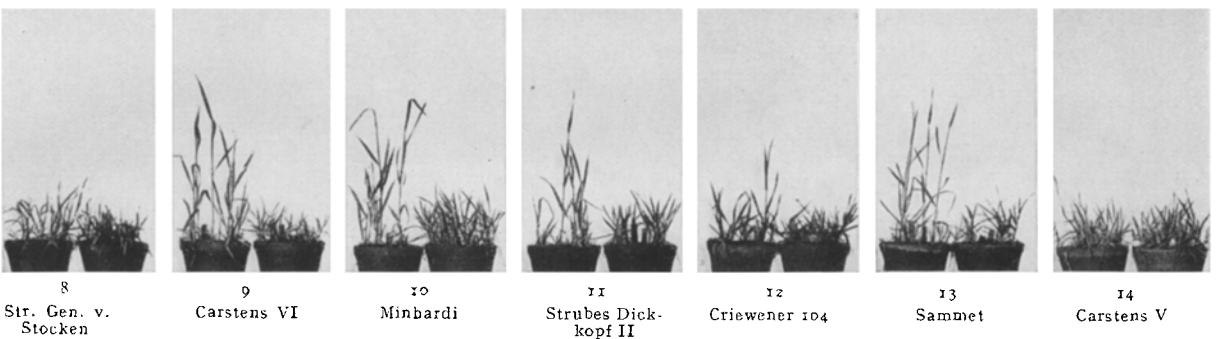 8
Str. Gen. v.
Stocken
9
Carstens VI
10
Minhardi
11
Strubes Dick-
kopf II
12
Criewener 104
13
Sammet
14
Carstens V